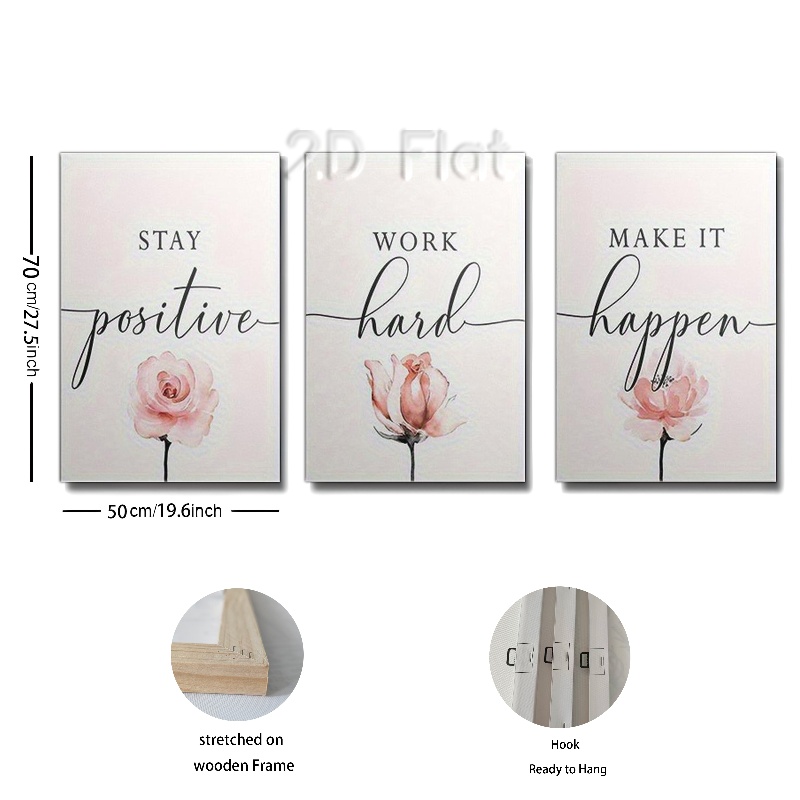 2D Flat
STAY
positive
WORK
hard
MAKE IT
happen
70 cm/27.5inch
50 cm/19.6inch
stretched on
wooden Frame
Hook
Ready to Hang